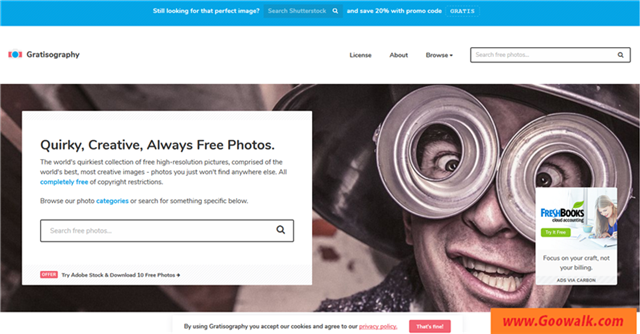 Still looking for that perfect image? Search Shutterstock and save 20% with promo code GRATIS
Gratisography
License About Browse
Search free photos...
Quirky, Creative, Always Free Photos.
The world's quirkiest collection of free high-resolution pictures, comprised of the
world's best, most creative images - photos you just won't find anywhere else. All
completely free of copyright restrictions.
Browse our photo categories or search for something specific below.
Search free photos...
OFFER Try Adobe Stock & Download 10 Free Photos
FRESHBOOKS
cloud accounting
Try It Free
Focus on your craft, not
your billing.
ADS VIA CARBON
By using Gratisography you accept our cookies and agree to our privacy policy. That's fine!
www.Goowalk.com